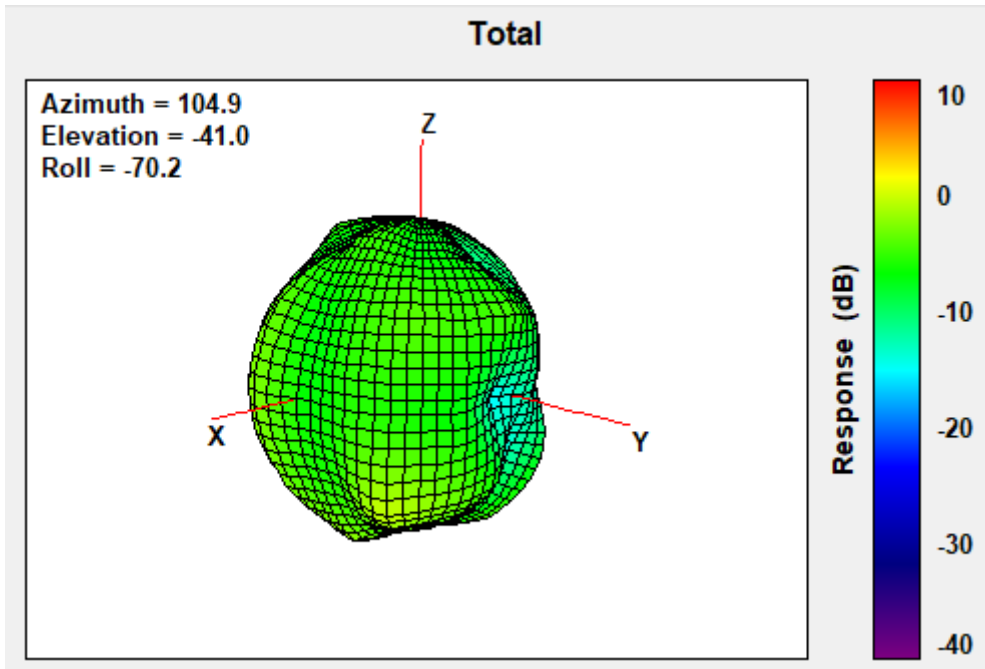 Total
Azimuth = 104.9
Elevation = -41.0
Roll = -70.2
Z
X
Y
10
0
-10
-20
-30
-40
Response (dB)